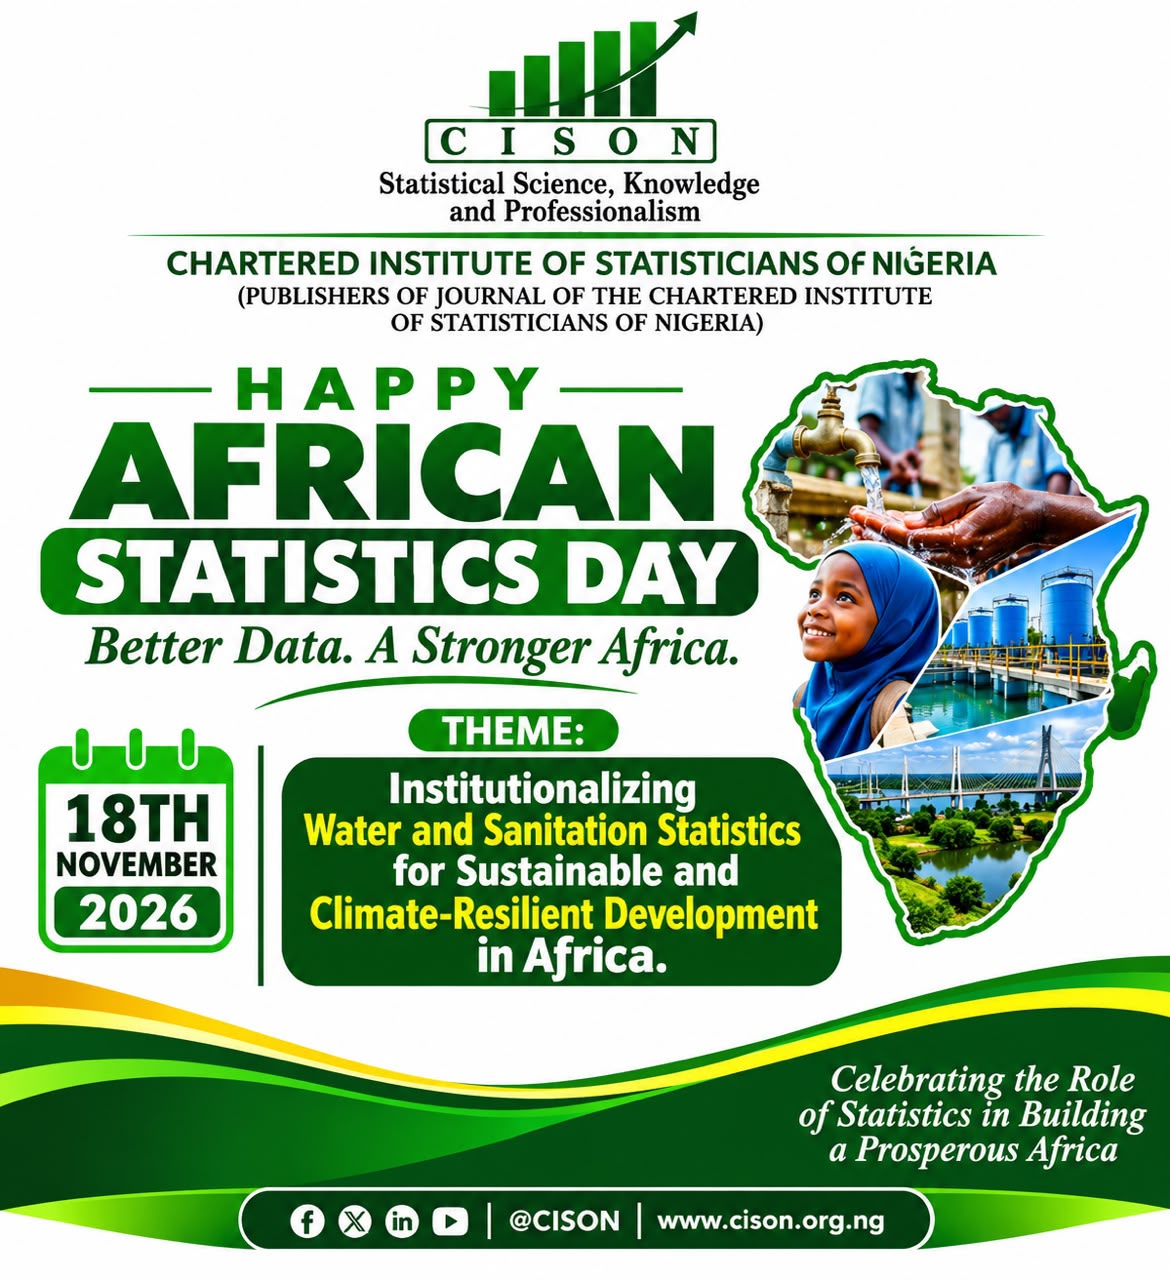 CISON
Statistical Science, Knowledge
and Professionalism
CHARTERED INSTITUTE OF STATISTICIANS OF NIGERIA
(PUBLISHERS OF JOURNAL OF THE CHARTERED INSTITUTE
OF STATISTICIANS OF NIGERIA)
HAPPY
AFRICAN
STATISTICS DAY
Better Data. A Stronger Africa.
18TH
NOVEMBER
2026
THEME:
Institutionalizing
Water and Sanitation Statistics
for Sustainable and
Climate-Resilient Development
in Africa.
Celebrating the Role
of Statistics in Building
a Prosperous Africa
@CISON | www.cison.org.ng